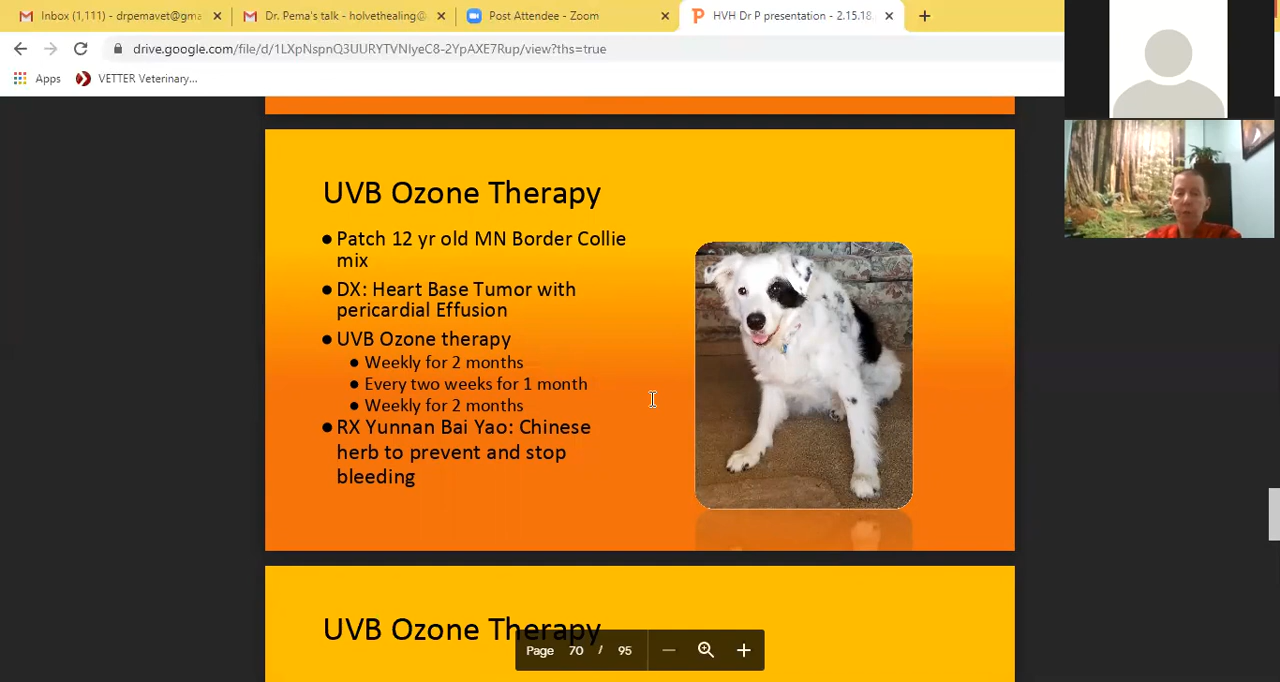 Inbox (1,111) - drpemavet@gma
Dr. Pema's talk - holvethealing@
Post Attendee - Zoom
HVH Dr P presentation - 2.15.18.
drive.google.com/file/d/1LXpNspnQ3UURYTVNlyeC8-2YpAXE7Rup/view?ths=true
Apps
VETTER Veterinary...
UVB Ozone Therapy
●Patch 12 yr old MN Border Collie
mix
●DX: Heart Base Tumor with
pericardial Effusion
●UVB Ozone therapy
●Weekly for 2 months
●Every two weeks for 1 month
●Weekly for 2 months
●RX Yunnan Bai Yao: Chinese
herb to prevent and stop
bleeding
UVB Ozone Therapy
Page 70 / 95